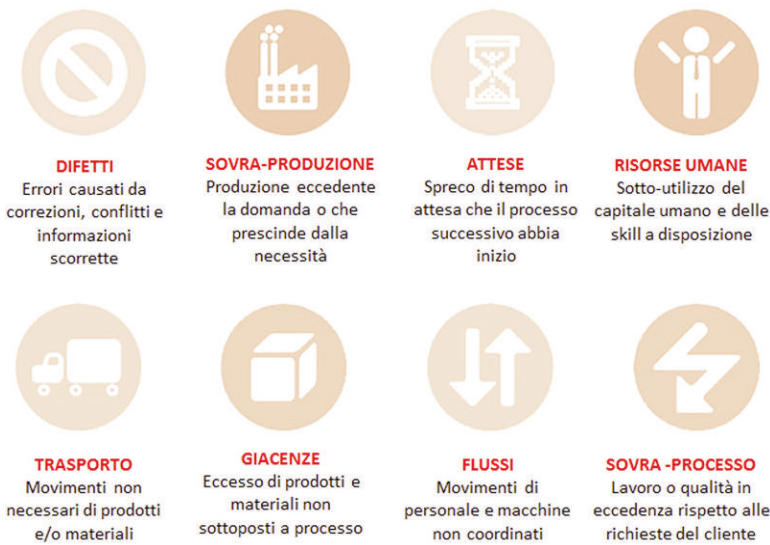 DIFETTI
Errori causati da
correzioni, conflitti e
informazioni
scorrette
SOVRA-PRODUZIONE
Produzione eccedente
la domanda o che
prescinde dalla
necessità
ATTESE
Spreco di tempo in
attesa che il processo
successivo abbia
inizio
RISORSE UMANE
Sotto-utilizzo del
capitale umano e delle
skill a disposizione
TRASPORTO
Movimenti non
necessari di prodotti
e/o materiali
GIACENZE
Eccesso di prodotti e
materiali non
sottoposti a processo
FLUSSI
Movimenti di
personale e macchine
non coordinati
SOVRA -PROCESSO
Lavoro o qualità in
eccedenza rispetto alle
richieste del cliente